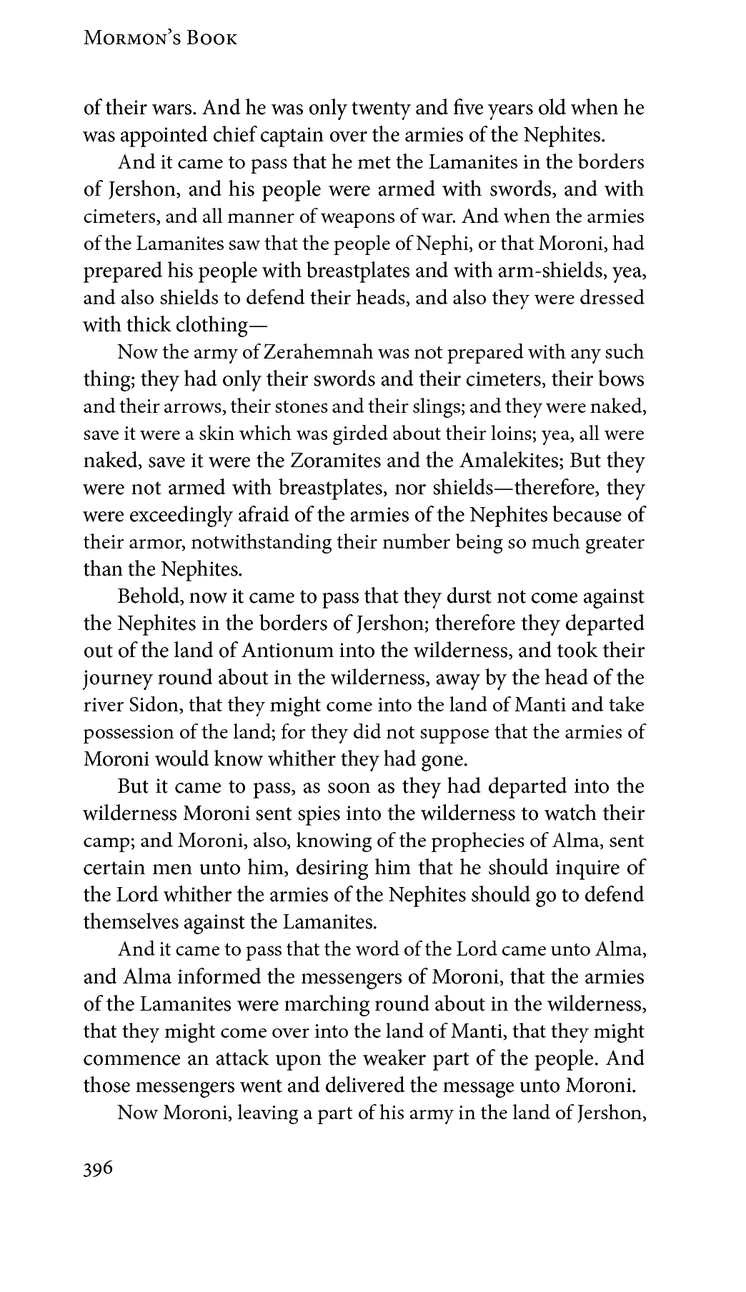 Mormon's Book
of their wars. And he was only twenty and five years old when he
was appointed chief captain over the armies of the Nephites.
And it came to pass that he met the Lamanites in the borders
of Jershon, and his people were armed with swords, and with
cimeters, and all manner of weapons of war. And when the armies
of the Lamanites saw that the people of Nephi, or that Moroni, had
prepared his people with breastplates and with arm-shields, yea,
and also shields to defend their heads, and also they were dressed
with thick clothing—
Now the army of Zerahemnah was not prepared with any such
thing; they had only their swords and their cimeters, their bows
and their arrows, their stones and their slings; and they were naked,
save it were a skin which was girded about their loins; yea, all were
naked, save it were the Zoramites and the Amalekites; But they
were not armed with breastplates, nor shields—therefore, they
were exceedingly afraid of the armies of the Nephites because of
their armor, notwithstanding their number being so much greater
than the Nephites.
Behold, now it came to pass that they durst not come against
the Nephites in the borders of Jershon; therefore they departed
out of the land of Antionum into the wilderness, and took their
journey round about in the wilderness, away by the head of the
river Sidon, that they might come into the land of Manti and take
possession of the land; for they did not suppose that the armies of
Moroni would know whither they had gone.
But it came to pass, as soon as they had departed into the
wilderness Moroni sent spies into the wilderness to watch their
camp; and Moroni, also, knowing of the prophecies of Alma, sent
certain men unto him, desiring him that he should inquire of
the Lord whither the armies of the Nephites should go to defend
themselves against the Lamanites.
And it came to pass that the word of the Lord came unto Alma,
and Alma informed the messengers of Moroni, that the armies
of the Lamanites were marching round about in the wilderness,
that they might come over into the land of Manti, that they might
commence an attack upon the weaker part of the people. And
those messengers went and delivered the message unto Moroni.
Now Moroni, leaving a part of his army in the land of Jershon,
396